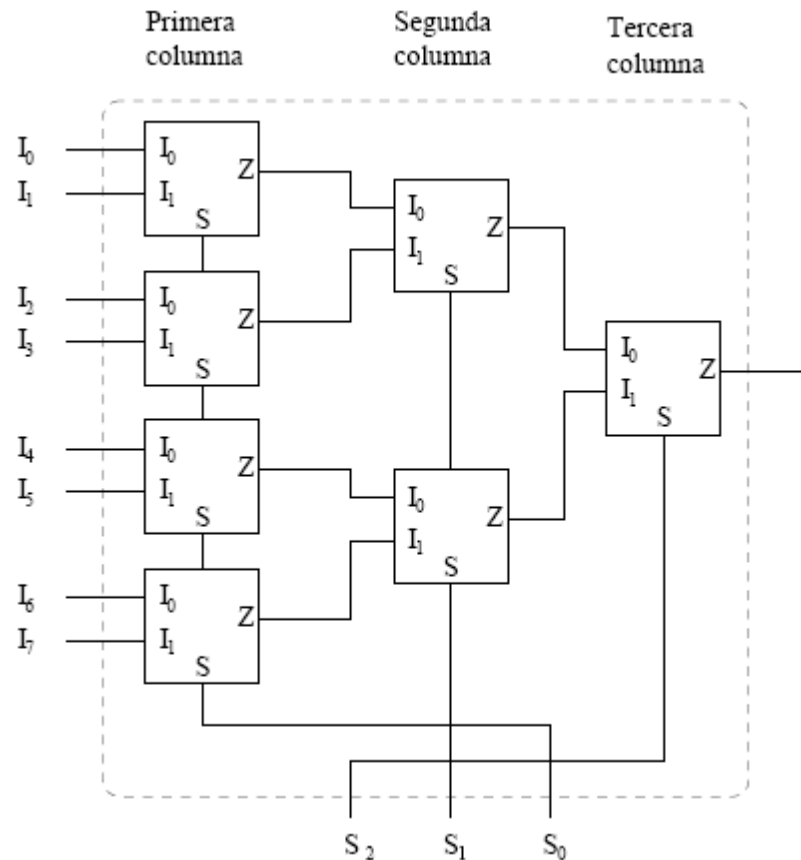 Primera columna
Segunda columna
Tercera columna
I0
I1
I0
I1
Z
S
I2
I3
I0
I1
Z
S
I4
I5
I0
I1
Z
S
I6
I7
I0
I1
Z
S
I0
I1
Z
S
I0
I1
Z
S
I0
I1
Z
S
S2
S1
S0